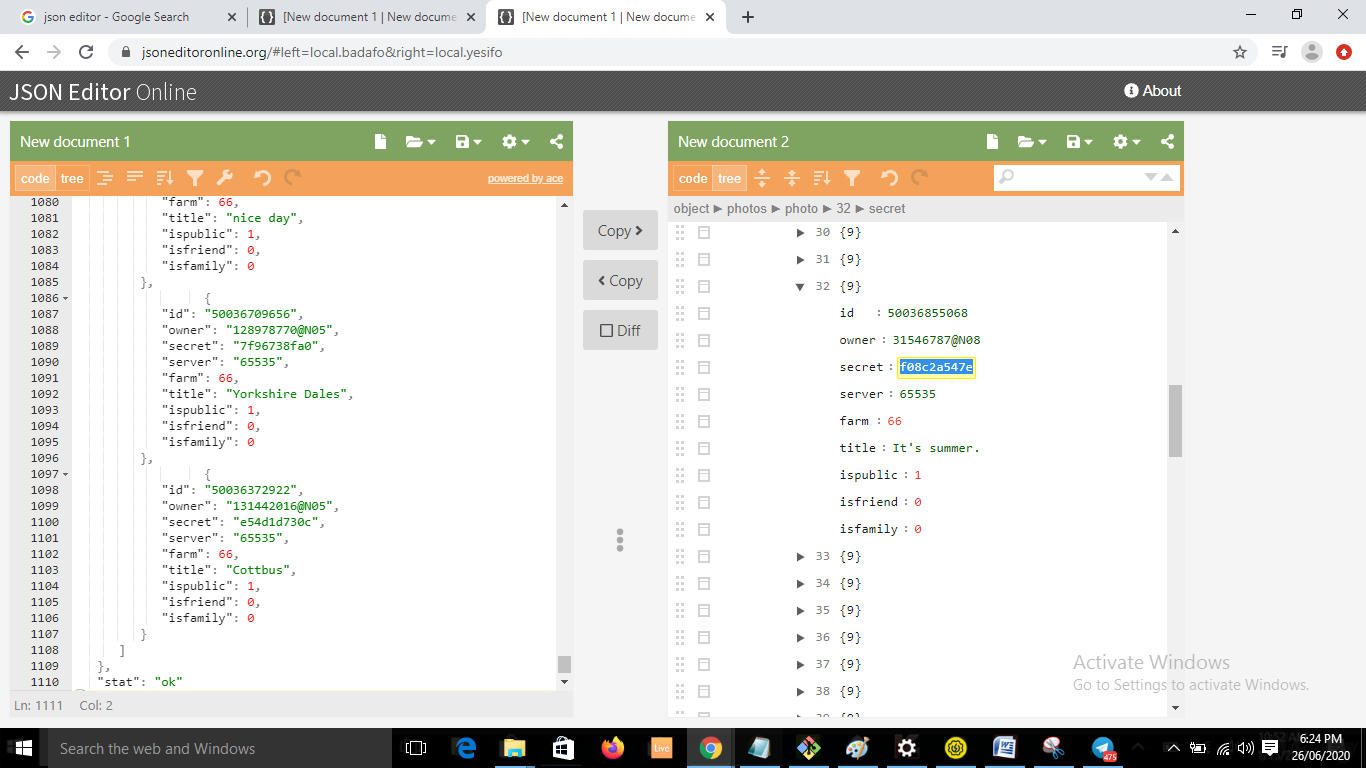 json editor - Google Search
[New document 1 | New docume
[New document 1 | New docume
jsoneditoronline.org/#left=local.badafo&right=local.yesifo
JSON Editor Online
About
New document 1
code tree
powered by ace
1080 "farm": 66,
1081 "title": "nice day",
1082 "ispublic": 1,
1083 "isfriend": 0,
1084 "isfamily": 0
1085 },
1086 {
1087 "id": "50036709656",
1088 "owner": "128978770@N05",
1089 "secret": "7f96738fa0",
1090 "server": "65535",
1091 "farm": 66,
1092 "title": "Yorkshire Dales",
1093 "ispublic": 1,
1094 "isfriend": 0,
1095 "isfamily": 0
1096 },
1097 {
1098 "id": "50036372922",
1099 "owner": "131442016@N05",
1100 "secret": "e54d1d730c",
1101 "server": "65535",
1102 "farm": 66,
1103 "title": "Cottbus",
1104 "ispublic": 1,
1105 "isfriend": 0,
1106 "isfamily": 0
1107 }
1108 ]
1109 },
1110 "stat": "ok"
Ln: 1111 Col: 2
Copy
Copy
Diff
New document 2
code tree
object ► photos ► photo ► 32 ► secret
30 {9}
31 {9}
32 {9}
id : 50036855068
owner : 31546787@N08
secret : f08c2a547e
server : 65535
farm : 66
title : It's summer.
ispublic : 1
isfriend : 0
isfamily : 0
33 {9}
34 {9}
35 {9}
36 {9}
37 {9}
38 {9}
Activate Windows
Go to Settings to activate Windows.
Search the web and Windows
Live
475
6:24 PM
26/06/2020